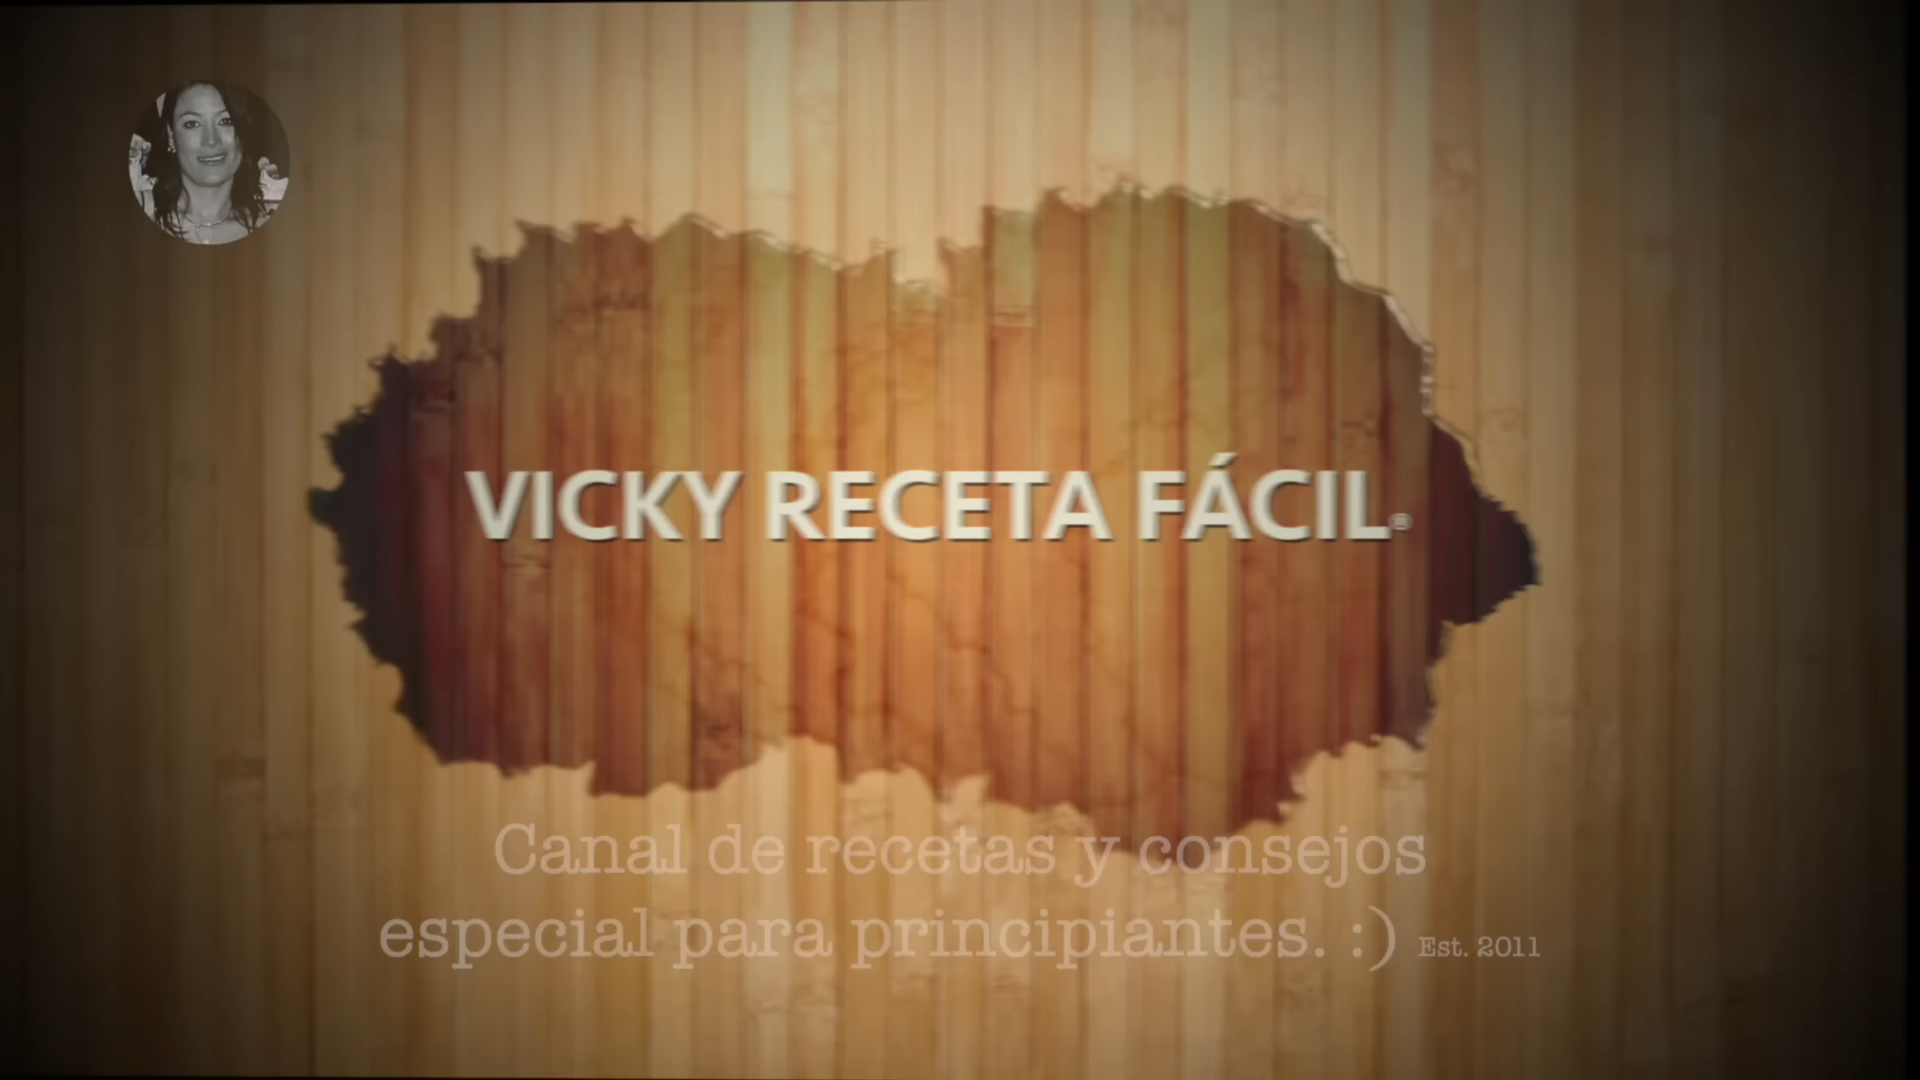 VICKY RECETA FÁCIL®
Canal de recetas y consejos
especial para principiantes. :) Est. 2011